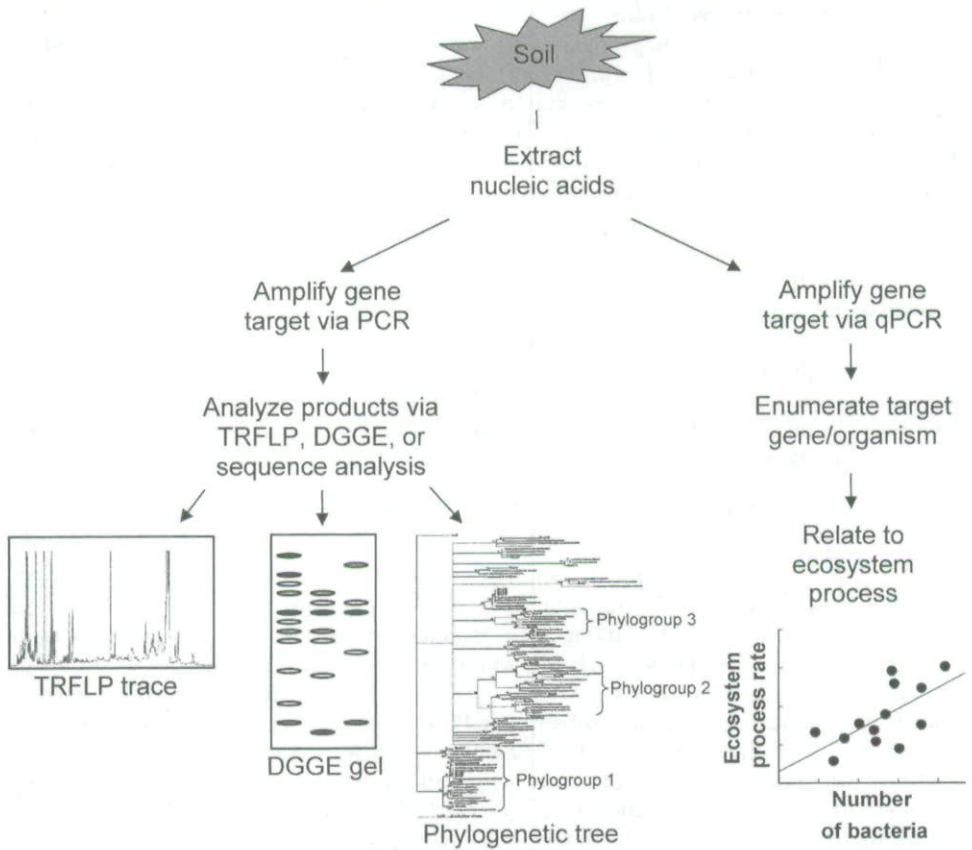 Soil
Extract
nucleic acids
Amplify gene
target via PCR
Analyze products via
TRFLP, DGGE, or
sequence analysis
TRFLP trace
DGGE gel
Phylogroup 3
Phylogroup 2
Phylogroup 1
Phylogenetic tree
Amplify gene
target via qPCR
Enumerate target
gene/organism
Relate to
ecosystem
process
Ecosystem
process rate
Number
of bacteria